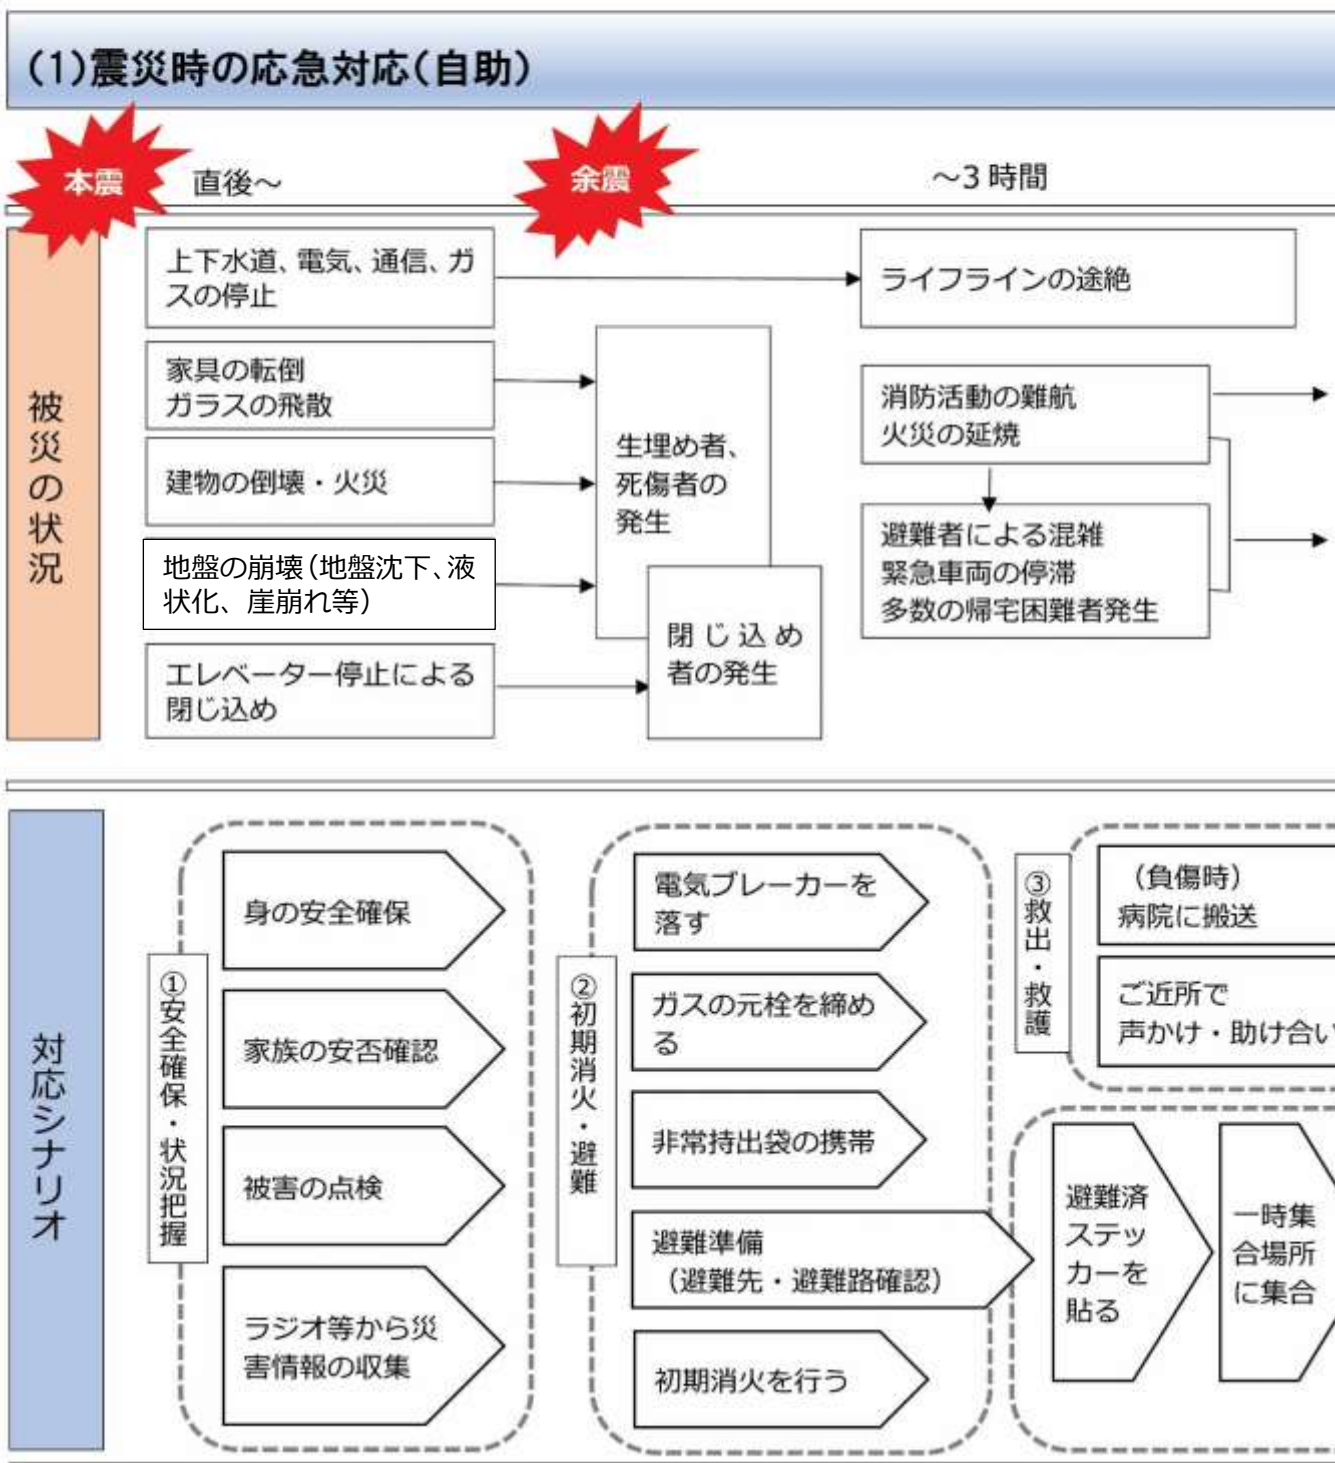 (1)震災時の応急対応(自助)
本震
直後～
余震
～3 時間
被災の状況
上下水道、電気、通信、ガ
スの停止
ライフラインの途絶
家具の転倒
ガラスの飛散
建物の倒壊・火災
地盤の崩壊(地盤沈下、液
状化、崖崩れ等)
エレベーター停止による
閉じ込め
生埋め者、
死傷者の
発生
閉じ込め
者の発生
消防活動の難航
火災の延焼
避難者による混雑
緊急車両の停滞
多数の帰宅困難者発生
対応シナリオ
①安全確保・状況把握
身の安全確保
家族の安否確認
被害の点検
ラジオ等から災
害情報の収集
②初期消火・避難
電気ブレーカーを
落す
ガスの元栓を締め
る
非常持出袋の携帯
避難準備
（避難先・避難路確認）
初期消火を行う
③救出・救護
（負傷時）
病院に搬送
ご近所で
声かけ・助け合い
避難済
ステッ
カーを
貼る
一時集
合場所
に集合